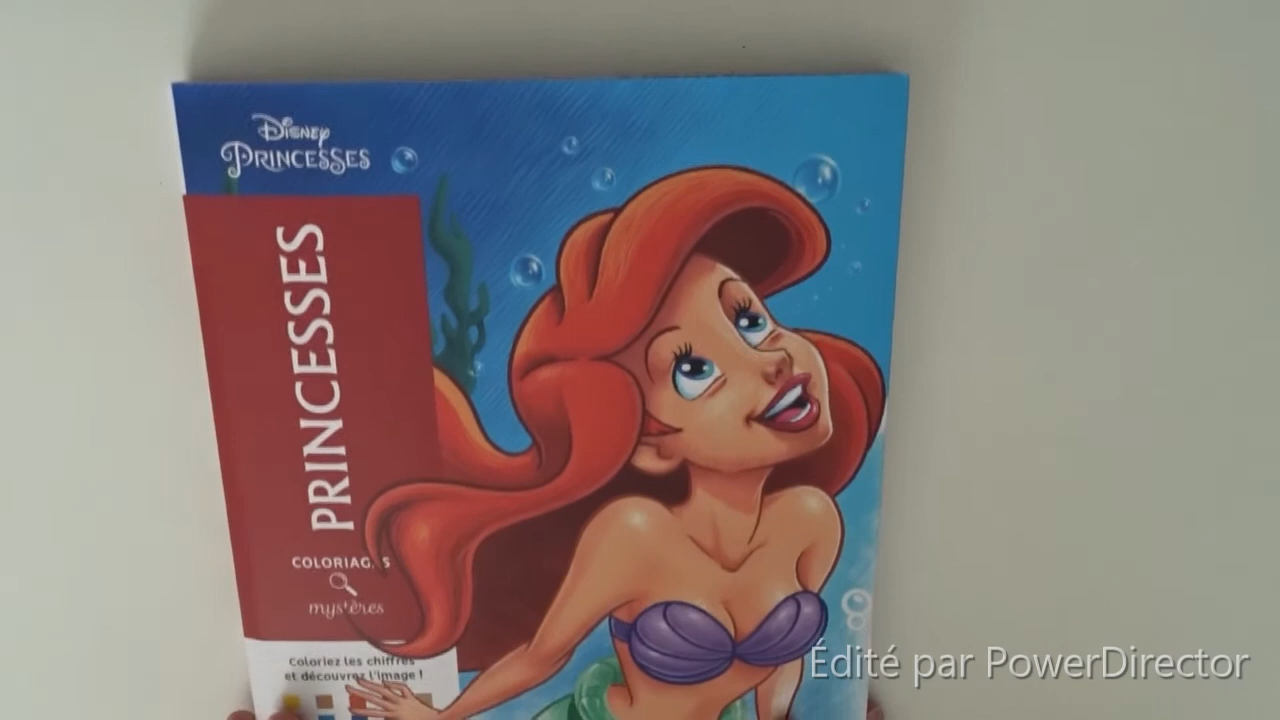 Disney
PRINCESSES
PRINCESSES
COLORIAGES
mystères
Coloriez les chiffres
et découvrez l'image !
Édité par PowerDirector